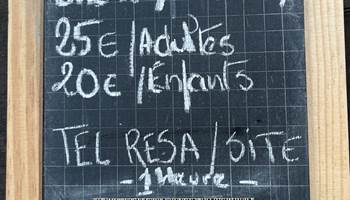 25€/Adultes
20€/Enfants
TEL RESA/SITE
- 1 Heure -